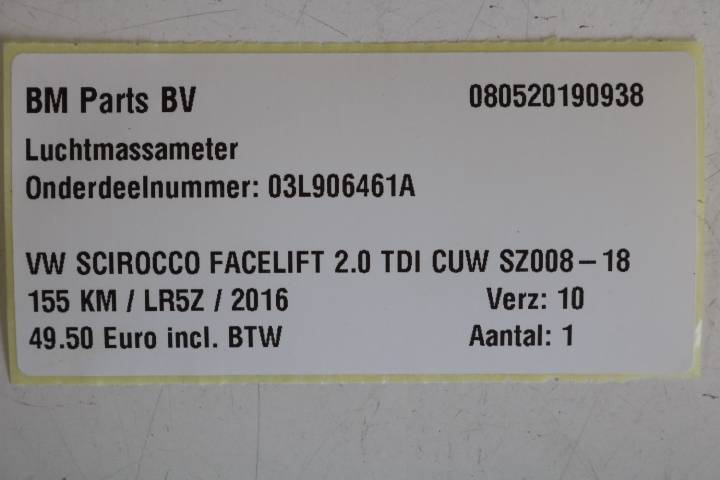 BM Parts BV 080520190938
Luchtmassameter
Onderdeelnummer: 03L906461A
VW SCIROCCO FACELIFT 2.0 TDI CUW SZ008-18
155 KM / LR5Z / 2016 Verz: 10
49.50 Euro incl. BTW Aantal: 1